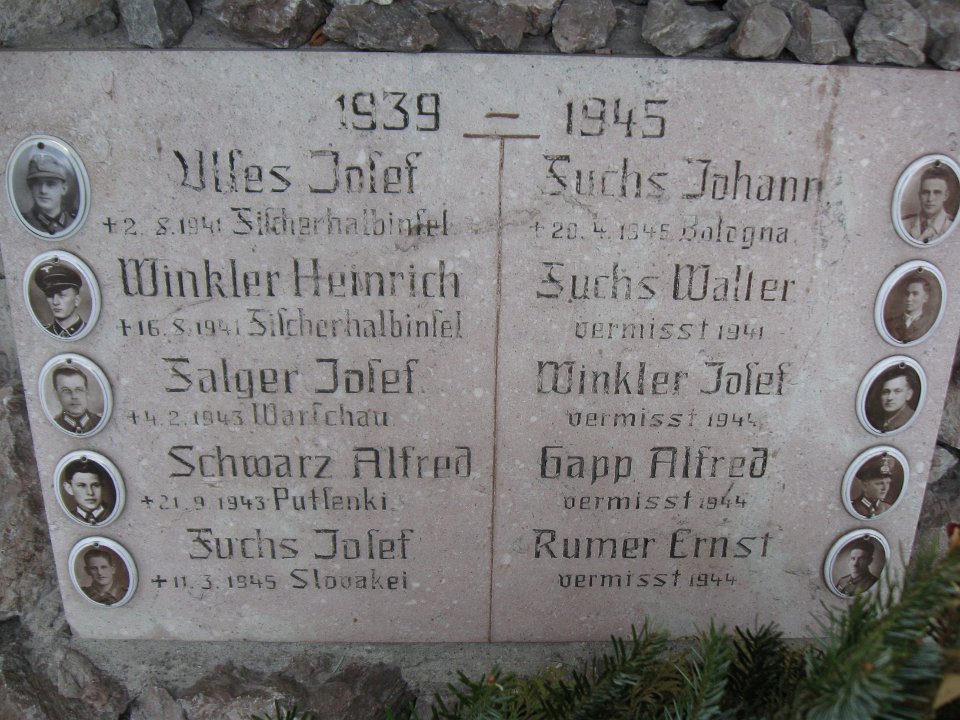 1939 – 1945
Ulses Josef
+2. 8. 1941 Fischerhalbinsel
Winkler Heinrich
+16. 8. 1941 Fischerhalbinsel
Salger Josef
+4. 2. 1943 Warschau
Schwarz Alfred
+21. 9. 1943 Putsenki
Fuchs Josef
+11. 3. 1945 Slovakei
Fuchs Johann
+20. 4. 1945 Bologna.
Fuchs Walter
vermisst 1941
Winkler Josef
vermisst 1944
Gapp Alfred
vermisst 1944
Rumer Ernst
vermisst 1944